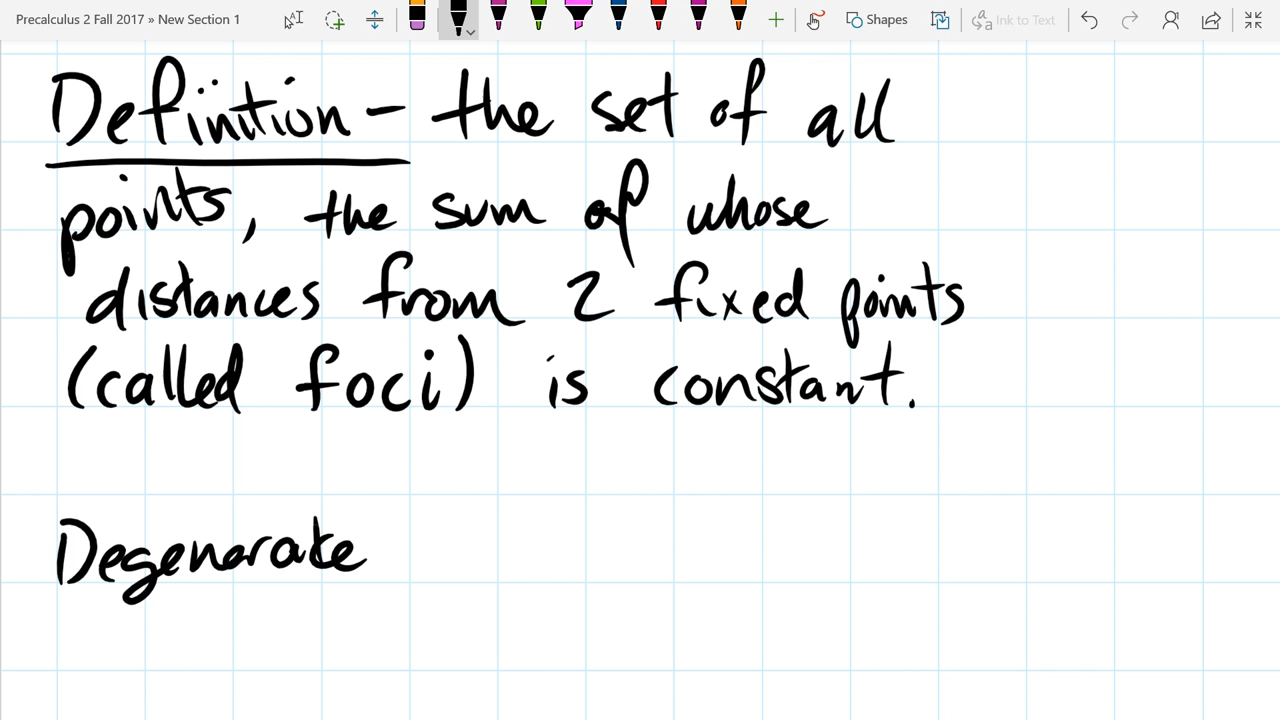 Precalculus 2 Fall 2017 » New Section 1
Shapes
Ink to Text
Definition - the set of all
points, the sum of whose
distances from 2 fixed points
(called foci) is constant.
Degenerate